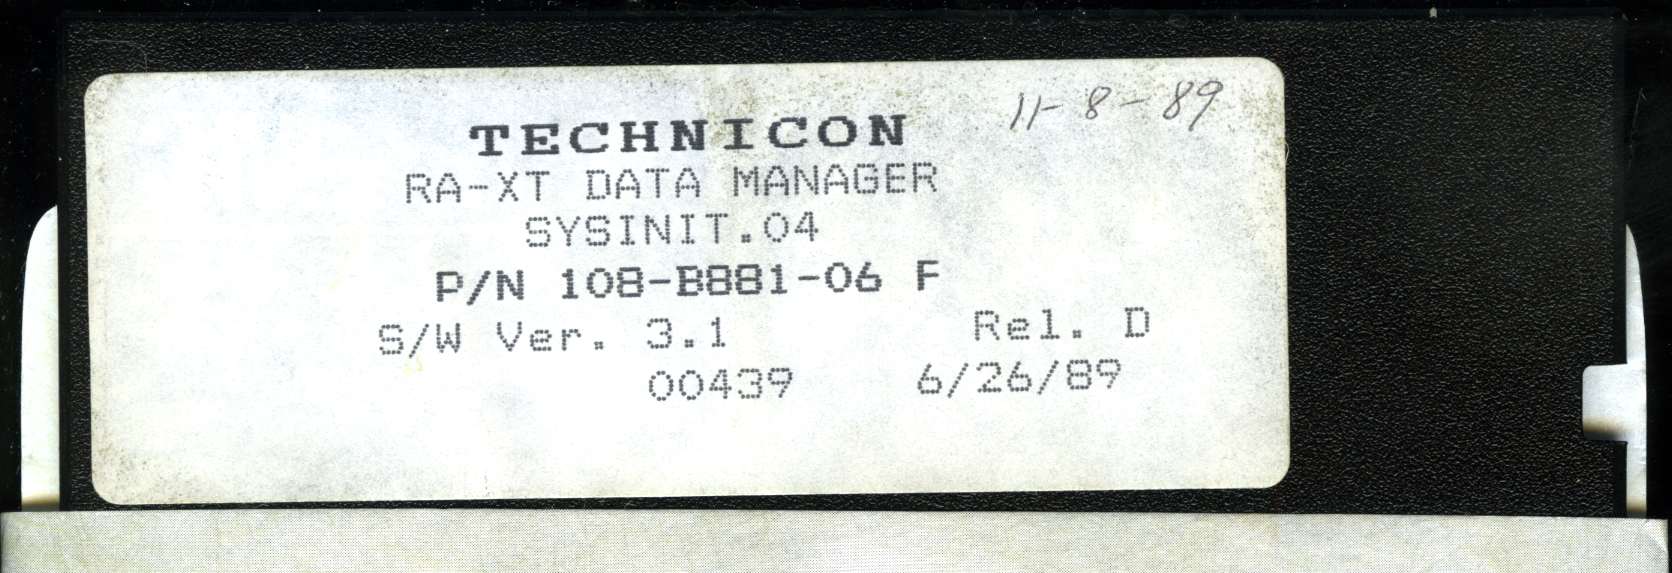 11-8-89
TECHNICON
RA-XT DATA MANAGER
SYSINIT.04
P/N 108-B881-06 F
S/W Ver. 3.1 Rel. D
00439 6/26/89